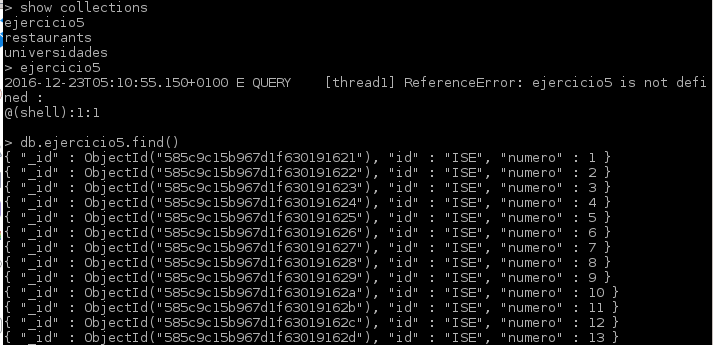 > show collections
ejercicio5
restaurants
universidades
> ejercicio5
2016-12-23T05:10:55.150+0100 E QUERY    [thread1] ReferenceError: ejercicio5 is not defi
ned :
@(shell):1:1
> db.ejercicio5.find()
{ "_id" : ObjectId("585c9c15b967d1f630191621"), "id" : "ISE", "numero" : 1 }
{ "_id" : ObjectId("585c9c15b967d1f630191622"), "id" : "ISE", "numero" : 2 }
{ "_id" : ObjectId("585c9c15b967d1f630191623"), "id" : "ISE", "numero" : 3 }
{ "_id" : ObjectId("585c9c15b967d1f630191624"), "id" : "ISE", "numero" : 4 }
{ "_id" : ObjectId("585c9c15b967d1f630191625"), "id" : "ISE", "numero" : 5 }
{ "_id" : ObjectId("585c9c15b967d1f630191626"), "id" : "ISE", "numero" : 6 }
{ "_id" : ObjectId("585c9c15b967d1f630191627"), "id" : "ISE", "numero" : 7 }
{ "_id" : ObjectId("585c9c15b967d1f630191628"), "id" : "ISE", "numero" : 8 }
{ "_id" : ObjectId("585c9c15b967d1f630191629"), "id" : "ISE", "numero" : 9 }
{ "_id" : ObjectId("585c9c15b967d1f63019162a"), "id" : "ISE", "numero" : 10 }
{ "_id" : ObjectId("585c9c15b967d1f63019162b"), "id" : "ISE", "numero" : 11 }
{ "_id" : ObjectId("585c9c15b967d1f63019162c"), "id" : "ISE", "numero" : 12 }
{ "_id" : ObjectId("585c9c15b967d1f63019162d"), "id" : "ISE", "numero" : 13 }